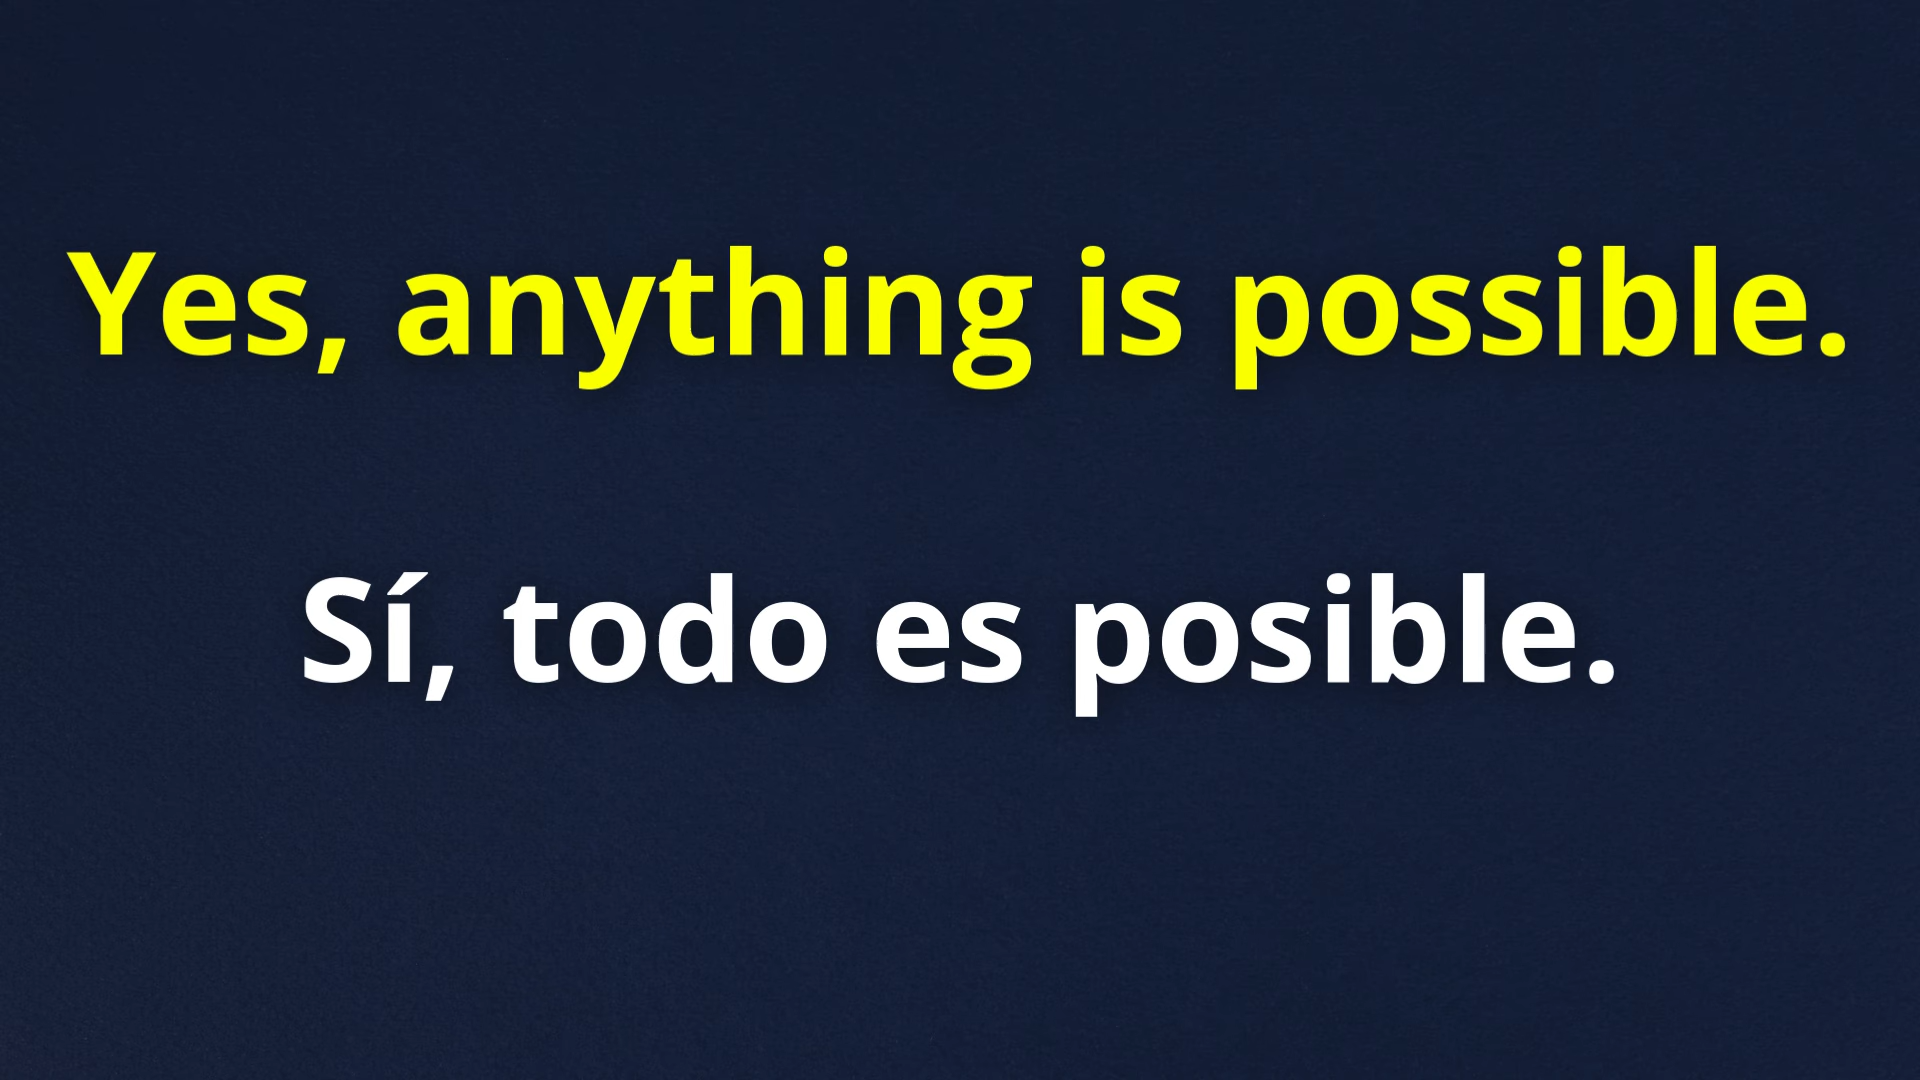 Yes, anything is possible.
Sí, todo es posible.